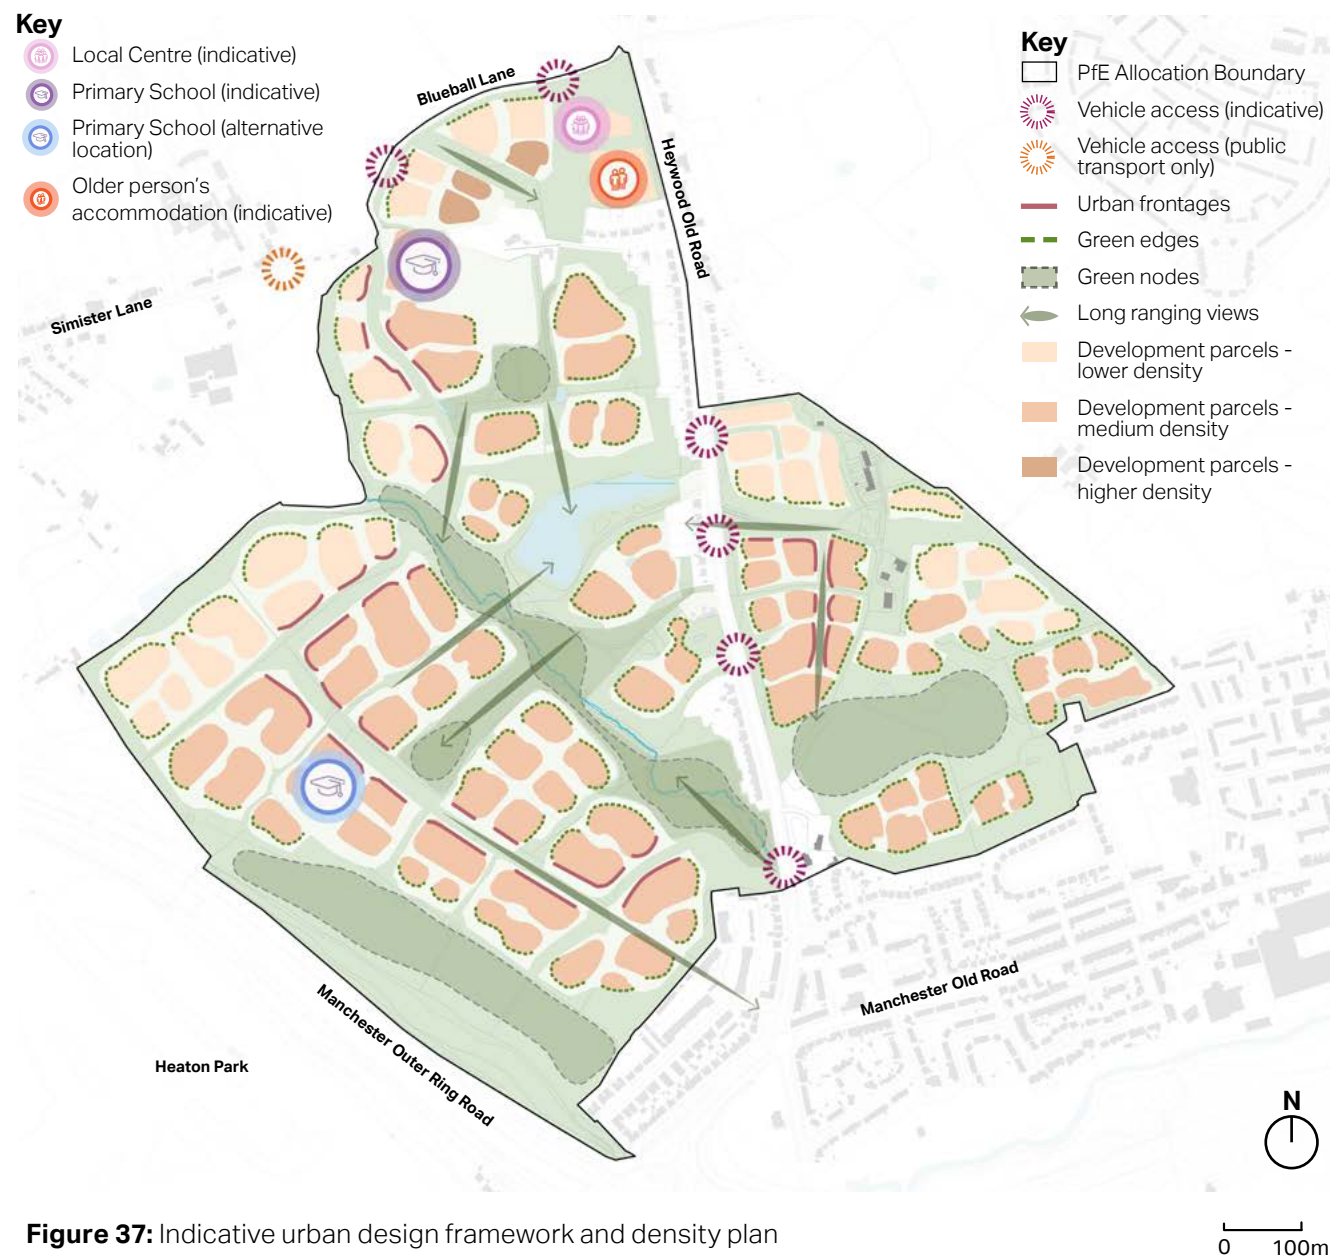 Key
Local Centre (indicative)
Primary School (indicative)
Primary School (alternative
location)
Older person's
accommodation (indicative)
Key
PfE Allocation Boundary
Vehicle access (indicative)
Vehicle access (public
transport only)
Urban frontages
Green edges
Green nodes
Long ranging views
Development parcels -
lower density
Development parcels -
medium density
Development parcels -
higher density
Blueball Lane
Heywood Old Road
Simister Lane
Manchester Old Road
Manchester Outer Ring Road
Heaton Park
N
Figure 37: Indicative urban design framework and density plan
0 100m